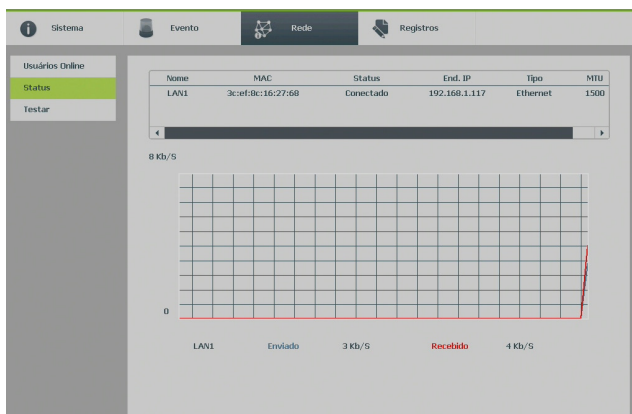 Sistema Evento Rede Registros
Usuários Online
Status
Testar
Nome MAC Status End. IP Tipo MTU
LAN1 3c:ef:8c:16:27:68 Conectado 192.168.1.117 Ethernet 1500
8 Kb/S
0
LAN1 Enviado 3 Kb/S Recebido 4 Kb/S